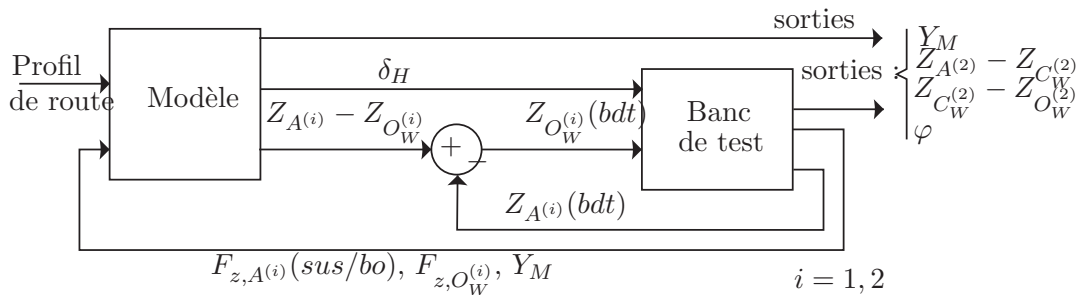 sorties
Y_M
Z_{A^{(2)}} − Z_{C_W^{(2)}}
sorties :
Z_{C_W^{(2)}} − Z_{O_W^{(2)}}
φ
Profil
de route
Modèle
δ_H
Z_{A^{(i)}} − Z_{O_W^{(i)}}
Z_{O_W^{(i)}}(bdt)
Banc
de test
+
−
Z_{A^{(i)}}(bdt)
F_{z,A^{(i)}}(sus/bo), F_{z,O_W^{(i)}}, Y_M
i = 1, 2